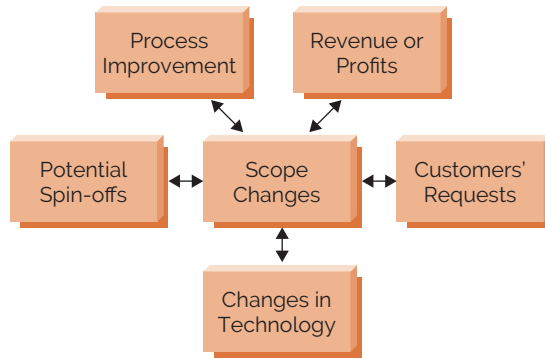 Process
Improvement
Revenue or
Profits
Potential
Spin-offs
Scope
Changes
Customers’
Requests
Changes in
Technology